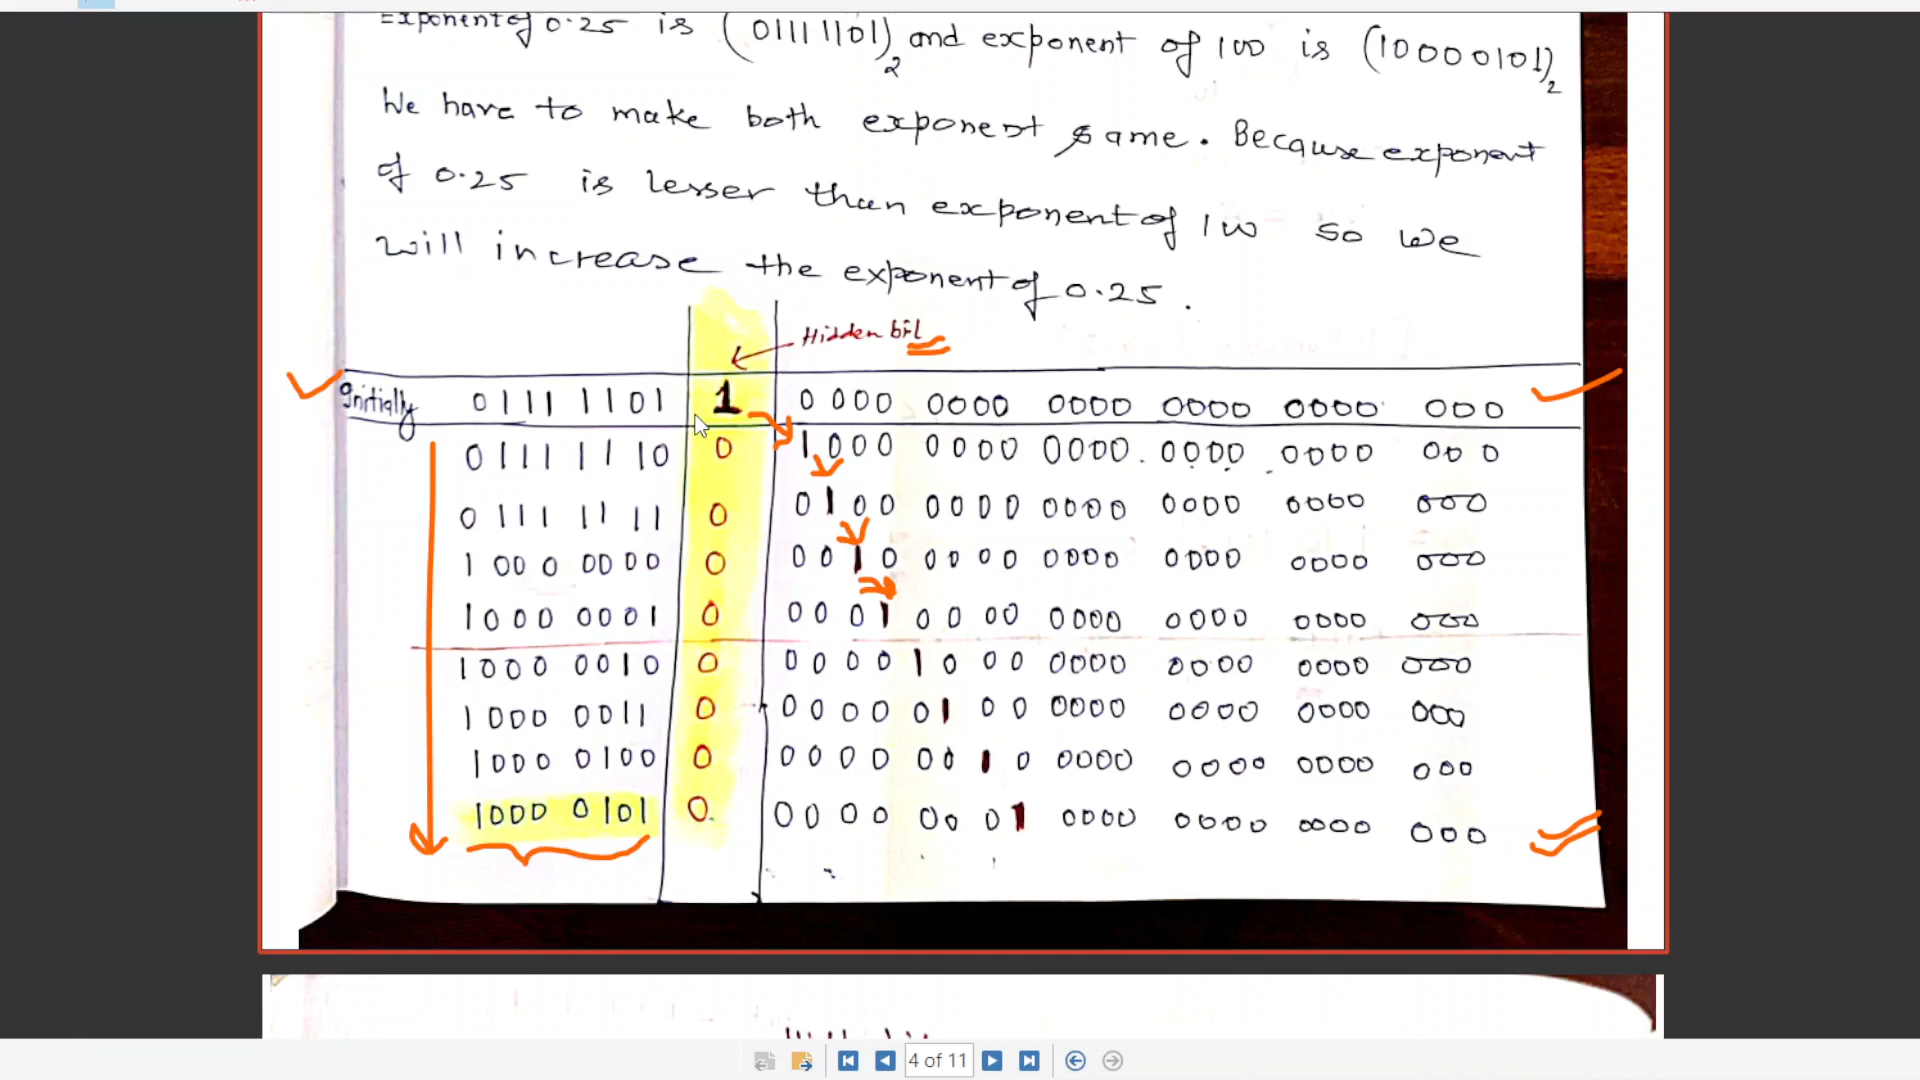 Exponent of 0.25 is (01111101)2 and exponent of 100 is (10000101)2
We have to make both exponent same. Because exponent
of 0.25 is lesser than exponent of 100 so we
will increase the exponent of 0.25.
Hidden bit
Initially 0111 1101 1 0000 0000 0000 0000 0000 000
0111 1110 0 1000 0000 0000 0000 0000 000
0111 1111 0 0100 0000 0000 0000 0000 000
1000 0000 0 0010 0000 0000 0000 0000 000
1000 0001 0 0001 0000 0000 0000 0000 000
1000 0010 0 0000 1000 0000 0000 0000 000
1000 0011 0 0000 0100 0000 0000 0000 000
1000 0100 0 0000 0010 0000 0000 0000 000
1000 0101 0 0000 0001 0000 0000 0000 000
4 of 11